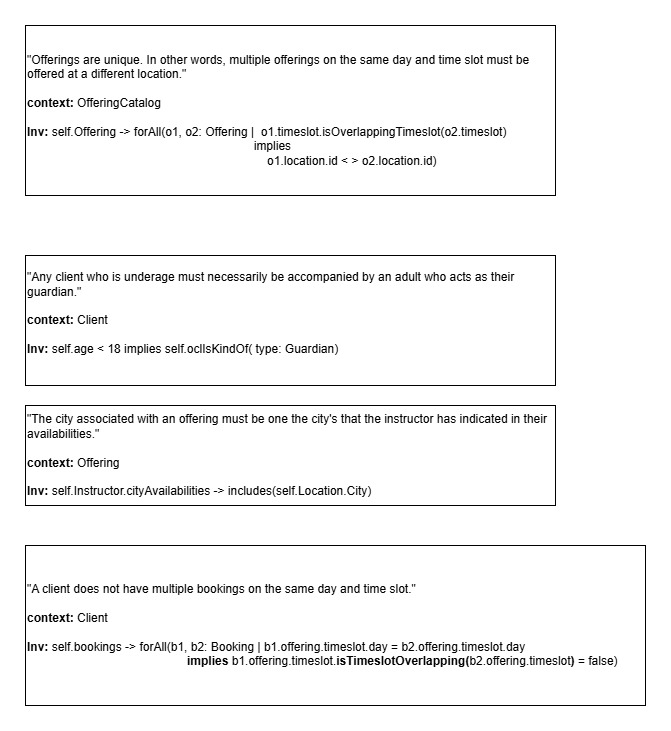 "Offerings are unique. In other words, multiple offerings on the same day and time slot must be
offered at a different location."
context: OfferingCatalog
Inv: self.Offering -> forAll(o1, o2: Offering | o1.timeslot.isOverlappingTimeslot(o2.timeslot)
implies
o1.location.id < > o2.location.id)
"Any client who is underage must necessarily be accompanied by an adult who acts as their
guardian."
context: Client
Inv: self.age < 18 implies self.oclIsKindOf( type: Guardian)
"The city associated with an offering must be one the city's that the instructor has indicated in their
availabilities."
context: Offering
Inv: self.Instructor.cityAvailabilities -> includes(self.Location.City)
"A client does not have multiple bookings on the same day and time slot."
context: Client
Inv: self.bookings -> forAll(b1, b2: Booking | b1.offering.timeslot.day = b2.offering.timeslot.day
implies b1.offering.timeslot.isTimeslotOverlapping(b2.offering.timeslot) = false)